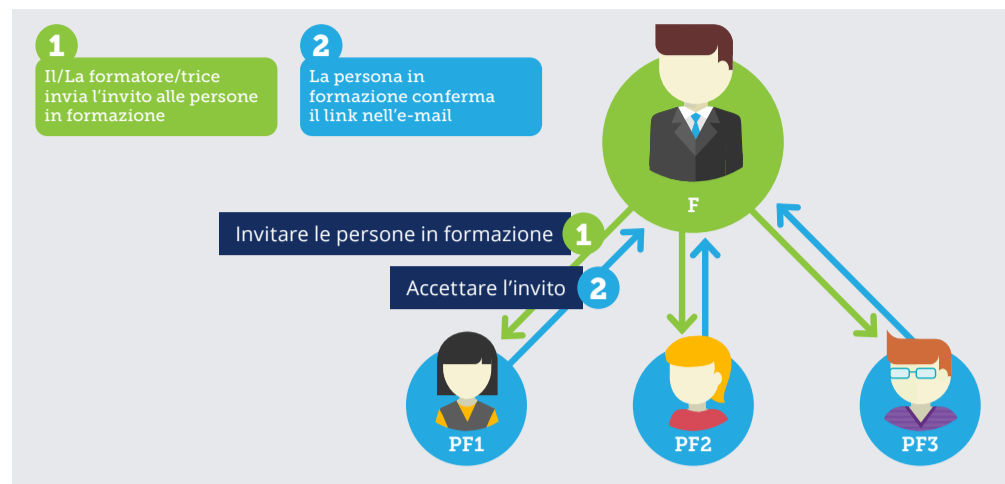 1
Il/La formatore/trice
invia l'invito alle persone
in formazione
2
La persona in
formazione conferma
il link nell'e-mail
F
Invitare le persone in formazione 1
Accettare l'invito 2
PF1
PF2
PF3